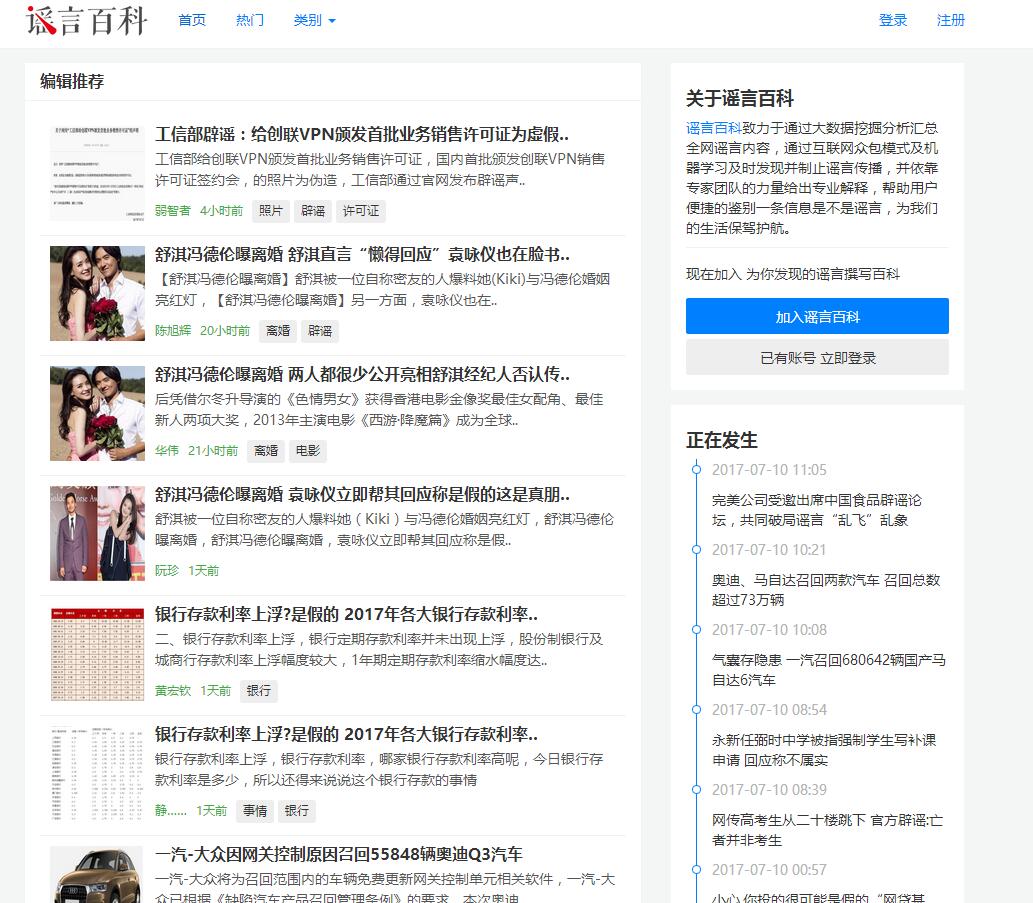 谣言百科
首页
热门
类别
登录
注册
编辑推荐
工信部辟谣：给创联VPN颁发首批业务销售许可证为虚假..
工信部给创联VPN颁发首批业务销售许可证，国内首批颁发创联VPN销售
许可证签约会，的照片为伪造，工信部通过官网发布辟谣声..
弱智者 4小时前 照片 辟谣 许可证
舒淇冯德伦曝离婚 舒淇直言“懒得回应”袁咏仪也在脸书..
【舒淇冯德伦曝离婚】舒淇被一位自称密友的人爆料她(Kiki)与冯德伦婚姻
亮红灯，【舒淇冯德伦曝离婚】另一方面，袁咏仪也在..
陈旭辉 20小时前 离婚 辟谣
舒淇冯德伦曝离婚 两人都很少公开亮相舒淇经纪人否认传..
后凭借尔冬升导演的《色情男女》获得香港电影金像奖最佳女配角、最佳
新人两项大奖，2013年主演电影《西游·降魔篇》成为全球..
华伟 21小时前 离婚 电影
舒淇冯德伦曝离婚 袁咏仪立即帮其回应称是假的这是真朋..
舒淇被一位自称密友的人爆料她（Kiki）与冯德伦婚姻亮红灯，舒淇冯德伦
曝离婚，舒淇冯德伦曝离婚，袁咏仪立即帮其回应称是假..
阮珍 1天前
银行存款利率上浮?是假的 2017年各大银行存款利率..
二、银行存款利率上浮，银行定期存款利率并未出现上浮，股份制银行及
城商行存款利率上浮幅度较大，1年期定期存款利率缩水幅度达..
黄宏钦 1天前 银行
银行存款利率上浮?是假的 2017年各大银行存款利率..
银行存款利率上浮，银行存款利率，哪家银行存款利率高呢，今日银行存
款利率是多少，所以还得来说说这个银行存款的事情
静...... 1天前 事情 银行
一汽-大众因网关控制原因召回55848辆奥迪Q3汽车
一汽-大众将为召回范围内的车辆免费更新网关控制单元相关软件，一汽-大
众已根据《缺陷汽车产品召回管理条例》的要求，本次奥迪
关于谣言百科
谣言百科致力于通过大数据挖掘分析汇总
全网谣言内容，通过互联网众包模式及机
器学习及时发现并制止谣言传播，并依靠
专家团队的力量给出专业解释，帮助用户
便捷的鉴别一条信息是不是谣言，为我们
的生活保驾护航。
现在加入 为你发现的谣言撰写百科
加入谣言百科
已有账号 立即登录
正在发生
2017-07-10 11:05
完美公司受邀出席中国食品辟谣论
坛，共同破局谣言“乱飞”乱象
2017-07-10 10:21
奥迪、马自达召回两款汽车 召回总数
超过73万辆
2017-07-10 10:08
气囊存隐患 一汽召回680642辆国产马
自达6汽车
2017-07-10 08:54
永新任弼时中学被指强制学生写补课
申请 回应称不属实
2017-07-10 08:39
网传高考生从二十楼跳下 官方辟谣:亡
者并非考生
2017-07-10 00:57
小心 你投的很可能是假的“网贷基